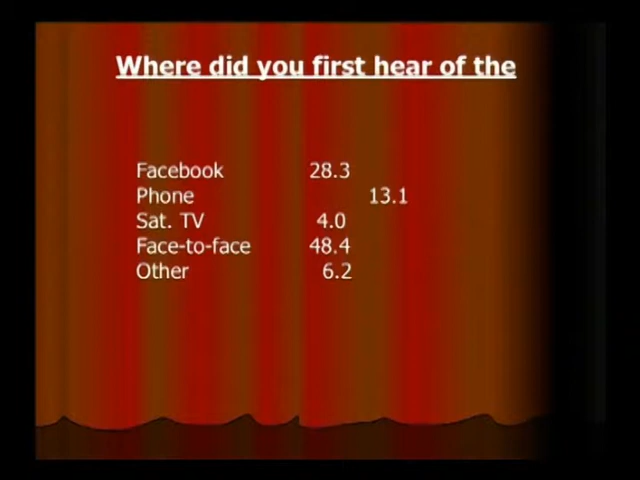 Where did you first hear of the
Facebook 28.3
Phone 13.1
Sat. TV 4.0
Face-to-face 48.4
Other 6.2